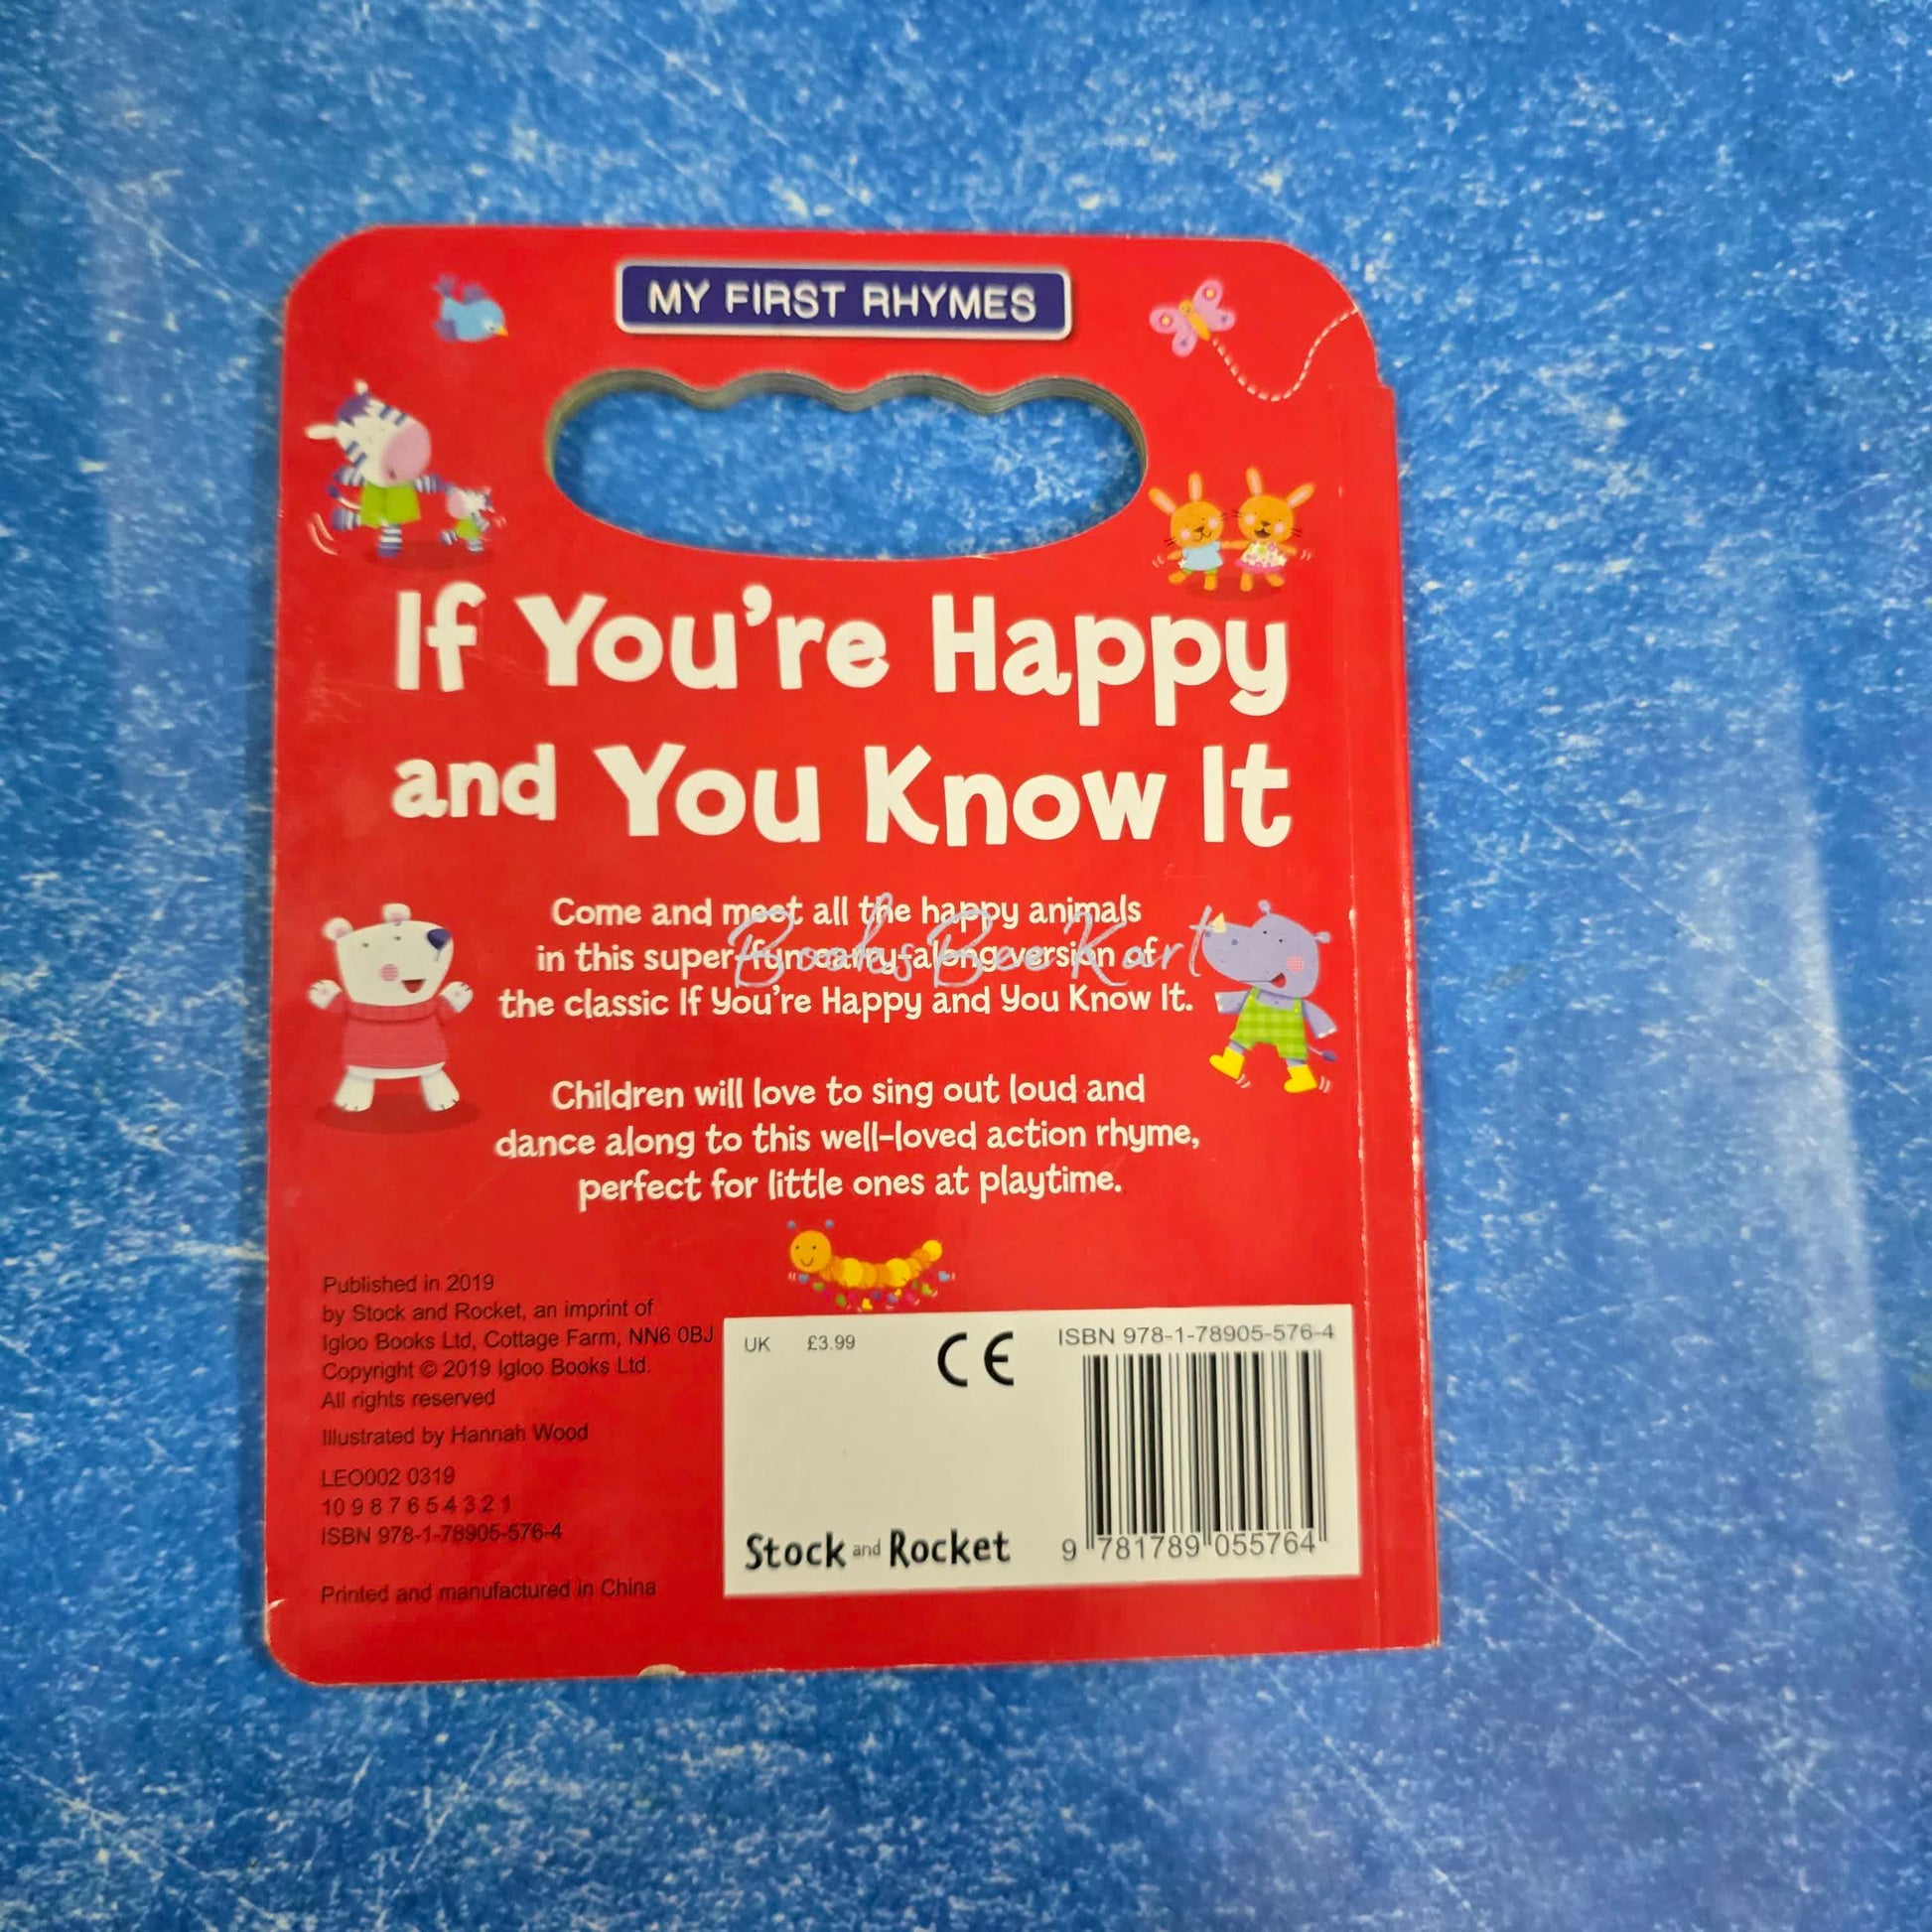 MY FIRST RHYMES
If You're Happy
and You Know It
Come and meet all the happy animals
in this super-fun carry-along version of
the classic If You're Happy and You Know It.
BooksBeeKart
Children will love to sing out loud and
dance along to this well-loved action rhyme,
perfect for little ones at playtime.
Published in 2019
by Stock and Rocket, an imprint of
Igloo Books Ltd, Cottage Farm, NN6 0BJ
Copyright © 2019 Igloo Books Ltd.
All rights reserved
Illustrated by Hannah Wood
LEO002 0319
10 9 8 7 6 5 4 3 2 1
ISBN 978-1-78905-576-4
Printed and manufactured in China
UK £3.99
CE
ISBN 978-1-78905-576-4
Stock and Rocket
9 781789 055764